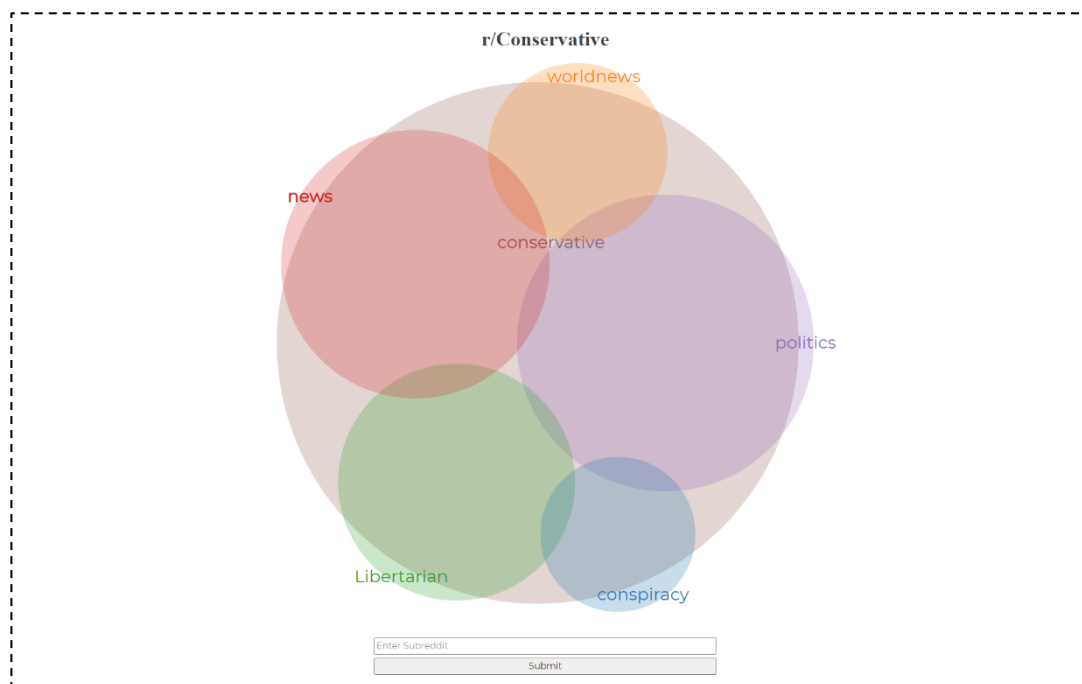 r/Conservative
worldnews
news
conservative
politics
Libertarian
conspiracy
Enter Subreddit
Submit